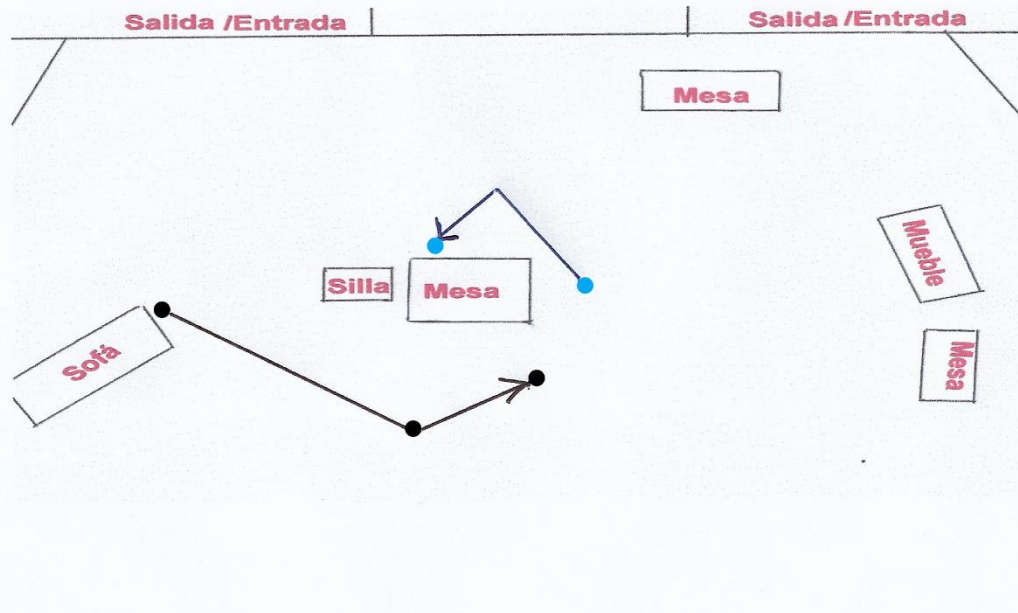 Salida /Entrada
Salida /Entrada
Mesa
Mueble
Silla
Mesa
Sofá
Mesa